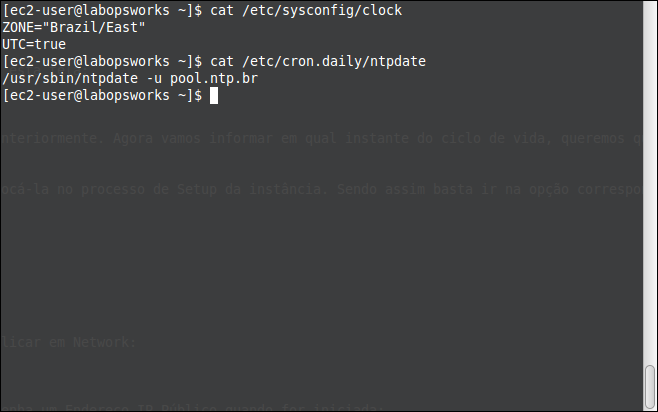 [ec2-user@labopsworks ~]$ cat /etc/sysconfig/clock
ZONE="Brazil/East"
UTC=true
[ec2-user@labopsworks ~]$ cat /etc/cron.daily/ntpdate
/usr/sbin/ntpdate -u pool.ntp.br
[ec2-user@labopsworks ~]$
nteriormente. Agora vamos informar em qual instante do ciclo de vida, queremos q
oca-la no processo de Setup da instância. Sendo assim basta ir na opção correspo
licar em Network:
Endereço IP Público quando for iniciada: